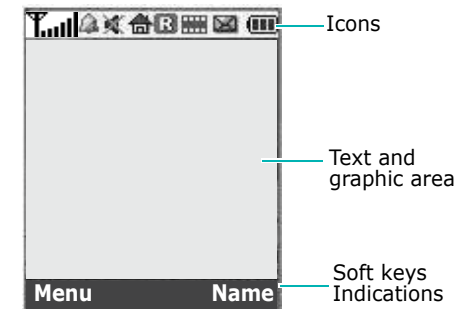 R
Icons
Text and
graphic area
Soft keys
Indications
Menu Name